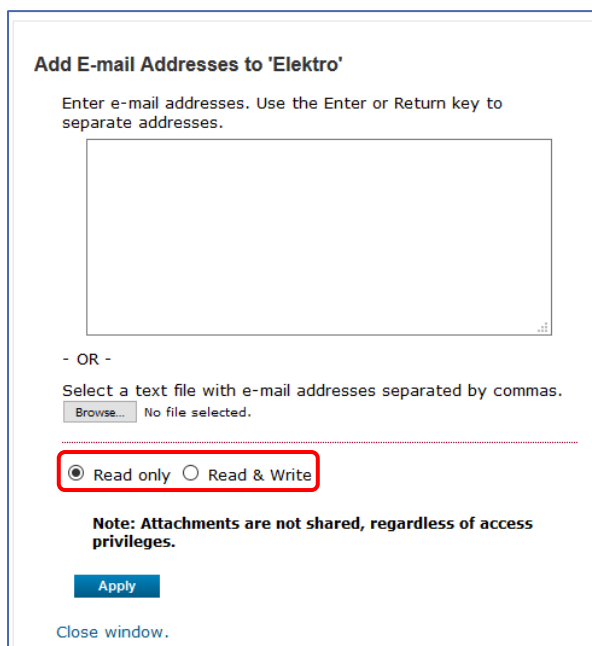 Add E-mail Addresses to 'Elektro'
Enter e-mail addresses. Use the Enter or Return key to
separate addresses.
- OR -
Select a text file with e-mail addresses separated by commas.
Browse... No file selected.
Read only Read & Write
Note: Attachments are not shared, regardless of access
privileges.
Apply
Close window.